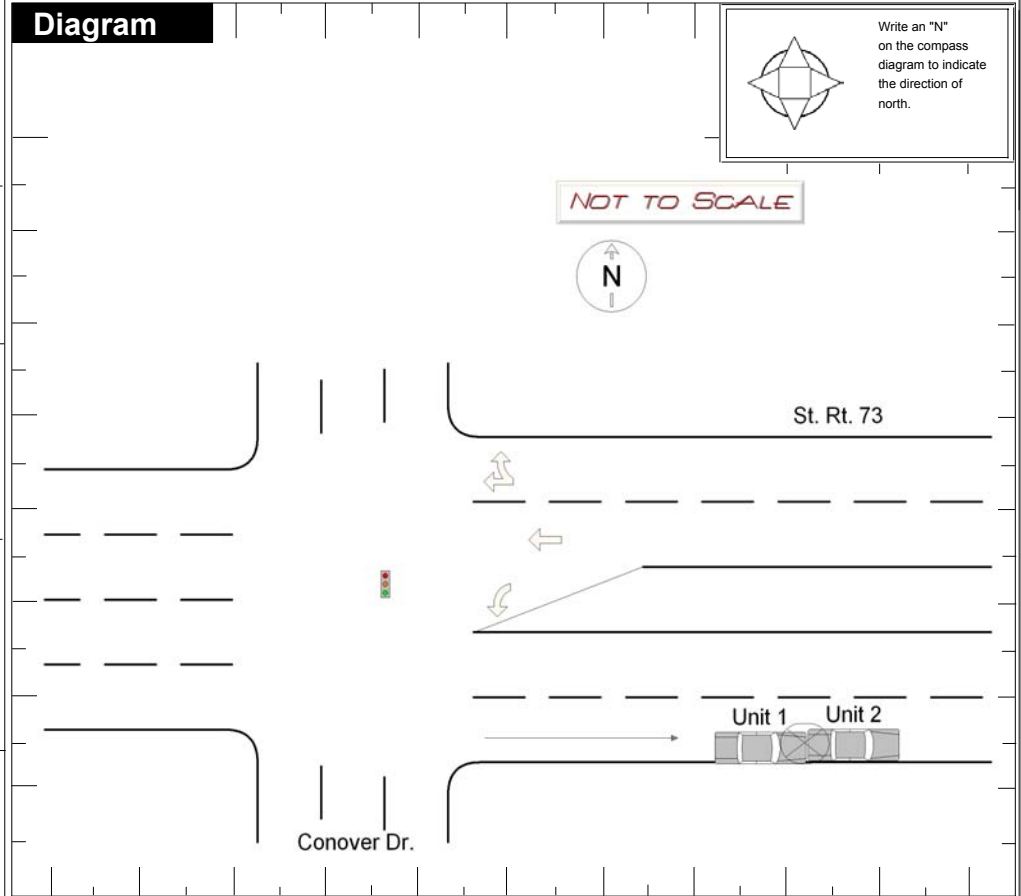 Diagram
Write an "N"
on the compass
diagram to indicate
the direction of
north.
NOT TO SCALE
N
St. Rt. 73
Unit 1 Unit 2
Conover Dr.